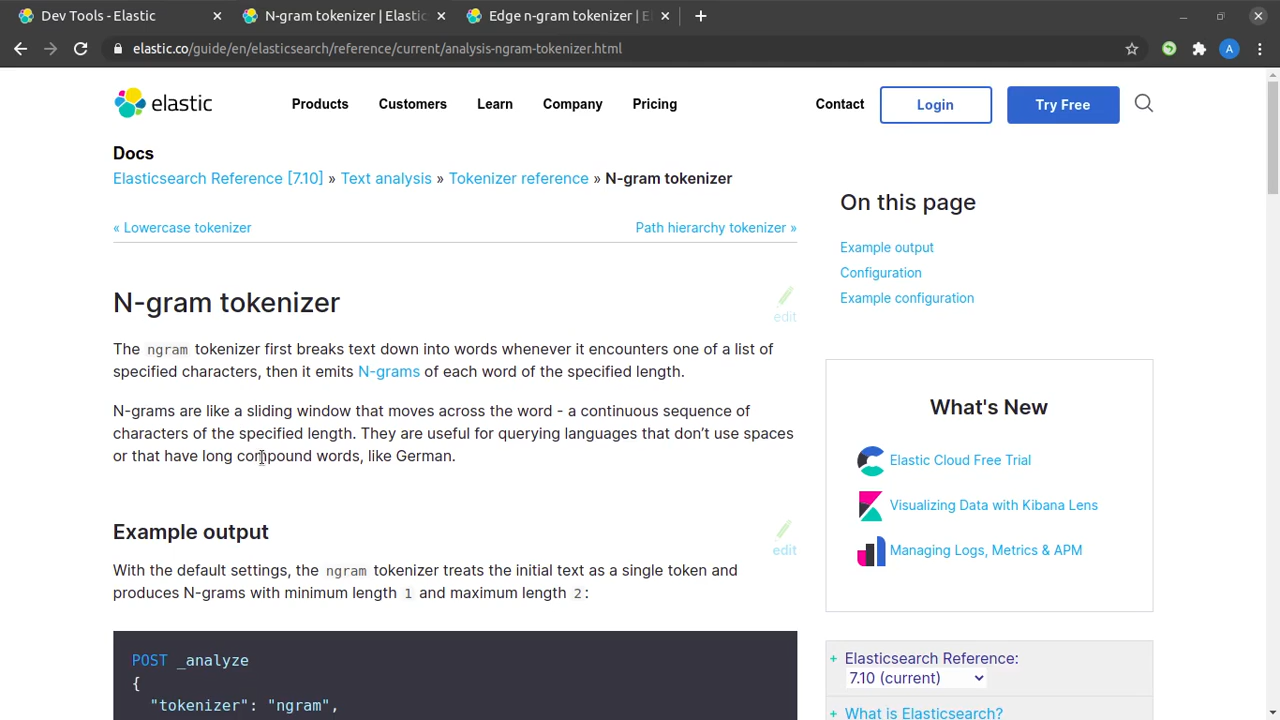 Dev Tools - Elastic
N-gram tokenizer | Elastic
Edge n-gram tokenizer | E
elastic.co/guide/en/elasticsearch/reference/current/analysis-ngram-tokenizer.html
A
elastic
Products
Customers
Learn
Company
Pricing
Contact
Login
Try Free
Docs
Elasticsearch Reference [7.10] » Text analysis » Tokenizer reference » N-gram tokenizer
« Lowercase tokenizer
Path hierarchy tokenizer »
N-gram tokenizer
edit
The ngram tokenizer first breaks text down into words whenever it encounters one of a list of
specified characters, then it emits N-grams of each word of the specified length.
N-grams are like a sliding window that moves across the word - a continuous sequence of
characters of the specified length. They are useful for querying languages that don’t use spaces
or that have long compound words, like German.
Example output
edit
With the default settings, the ngram tokenizer treats the initial text as a single token and
produces N-grams with minimum length 1 and maximum length 2:
POST _analyze
{
"tokenizer": "ngram",
On this page
Example output
Configuration
Example configuration
What's New
Elastic Cloud Free Trial
Visualizing Data with Kibana Lens
Managing Logs, Metrics & APM
+ Elasticsearch Reference:
7.10 (current)
+ What is Elasticsearch?